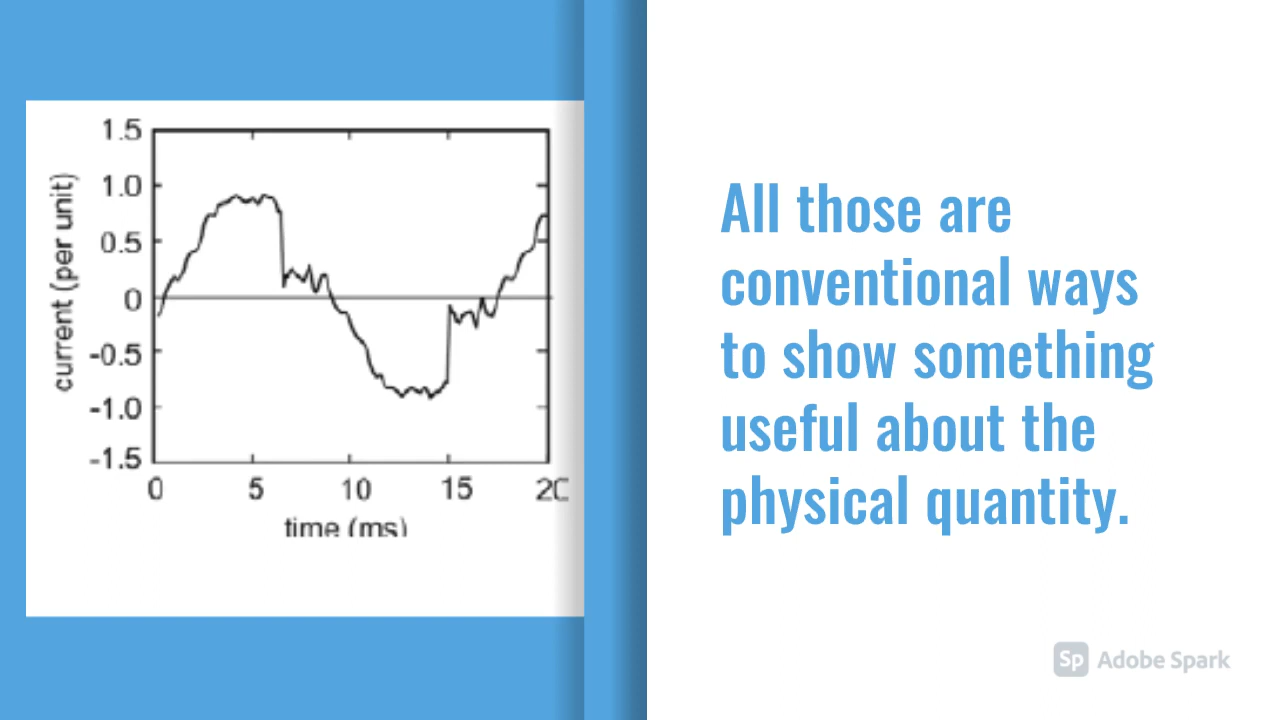 1.5
1.0
0.5
0
-0.5
-1.0
-1.5
current (per unit)
0 5 10 15 20
time (ms)
All those are
conventional ways
to show something
useful about the
physical quantity.
Sp Adobe Spark